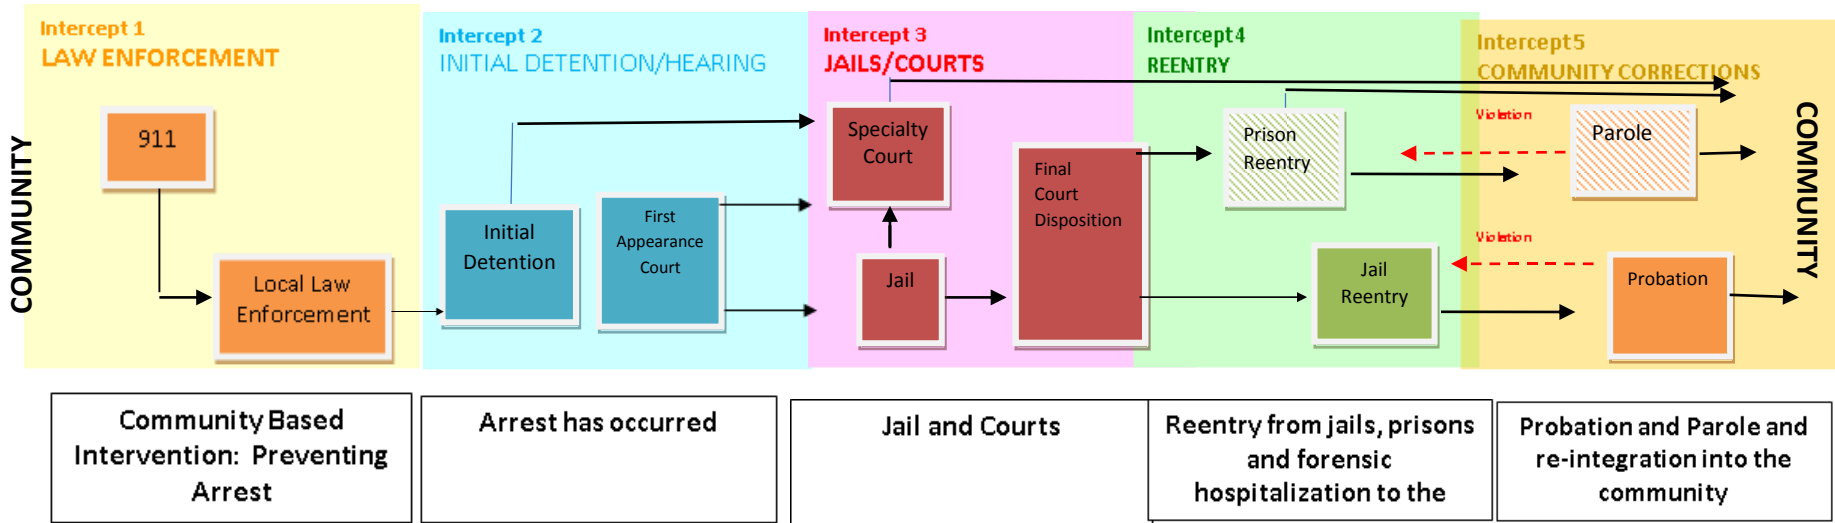 COMMUNITY
Intercept 1
LAW ENFORCEMENT
911
Local Law
Enforcement
Intercept 2
INITIAL DETENTION/HEARING
Initial
Detention
First
Appearance
Court
Intercept 3
JAILS/COURTS
Specialty
Court
Jail
Final
Court
Disposition
Intercept4
REENTRY
Prison
Reentry
Jail
Reentry
Intercept5
COMMUNITY CORRECTIONS
Violation
Parole
Violation
Probation
COMMUNITY
Community Based
Intervention: Preventing
Arrest
Arrest has occurred
Jail and Courts
Reentry from jails, prisons
and forensic
hospitalization to the
Probation and Parole and
re-integration into the
community